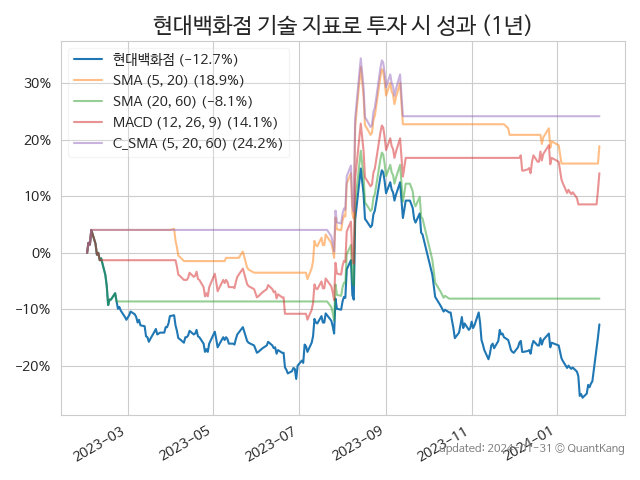 현대백화점 기술 지표로 투자 시 성과 (1년)
현대백화점 (−12.7%)
SMA (5, 20) (18.9%)
SMA (20, 60) (−8.1%)
MACD (12, 26, 9) (14.1%)
C_SMA (5, 20, 60) (24.2%)
30%
20%
10%
0%
−10%
−20%
2023-03
2023-05
2023-07
2023-09
2023-11
2024-01
updated: 2024-01-31 © QuantKang